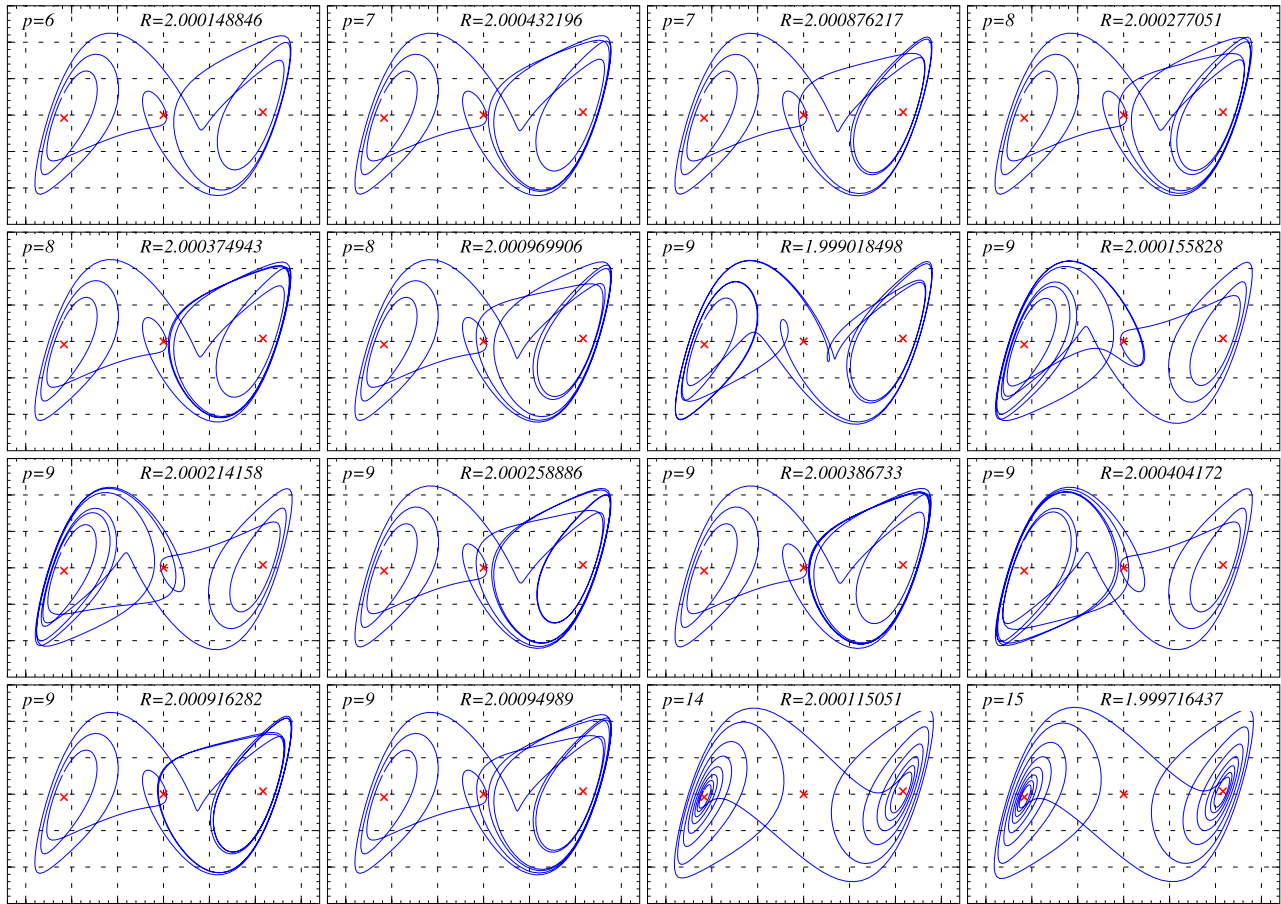 p=6 R=2.000148846
p=7 R=2.000432196
p=7 R=2.000876217
p=8 R=2.000277051
p=8 R=2.000374943
p=8 R=2.000969906
p=9 R=1.999018498
p=9 R=2.000155828
p=9 R=2.000214158
p=9 R=2.000258886
p=9 R=2.000386733
p=9 R=2.000404172
p=9 R=2.000916282
p=9 R=2.00094989
p=14 R=2.000115051
p=15 R=1.999716437